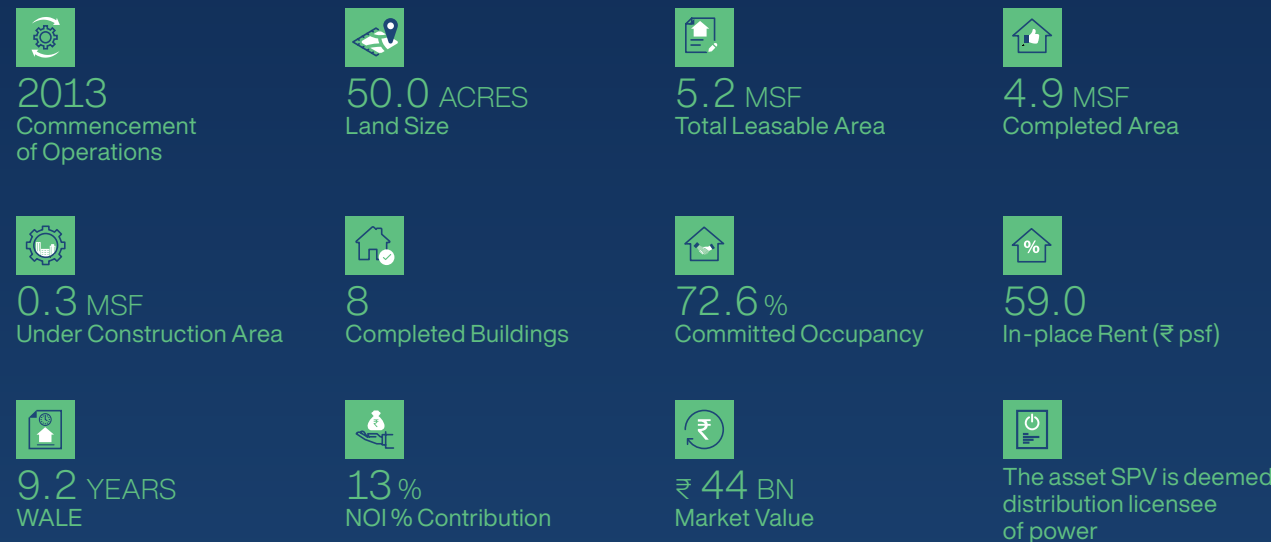 2013
Commencement
of Operations
50.0 ACRES
Land Size
5.2 MSF
Total Leasable Area
4.9 MSF
Completed Area
0.3 MSF
Under Construction Area
8
Completed Buildings
72.6 %
Committed Occupancy
%
59.0
In-place Rent (₹ psf)
9.2 YEARS
WALE
₹
13 %
NOI % Contribution
₹
₹ 44 BN
Market Value
The asset SPV is deemed
distribution licensee
of power